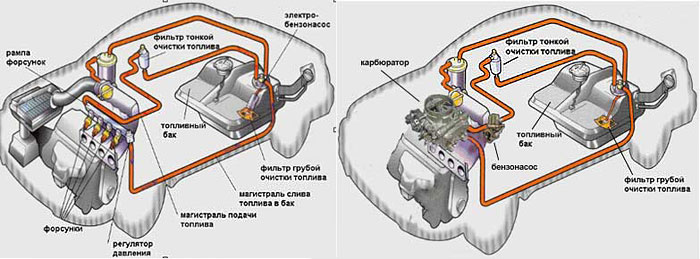 электро-
бензонасос
фильтр тонкой
очистки топлива
рампа
форсунок
топливный
бак
фильтр грубой
очистки топлива
магистраль слива
топлива в бак
магистраль подачи
топлива
форсунки
регулятор
давления
фильтр тонкой
очистки топлива
карбюратор
топливный
бак
бензонасос
фильтр грубой
очистки топлива